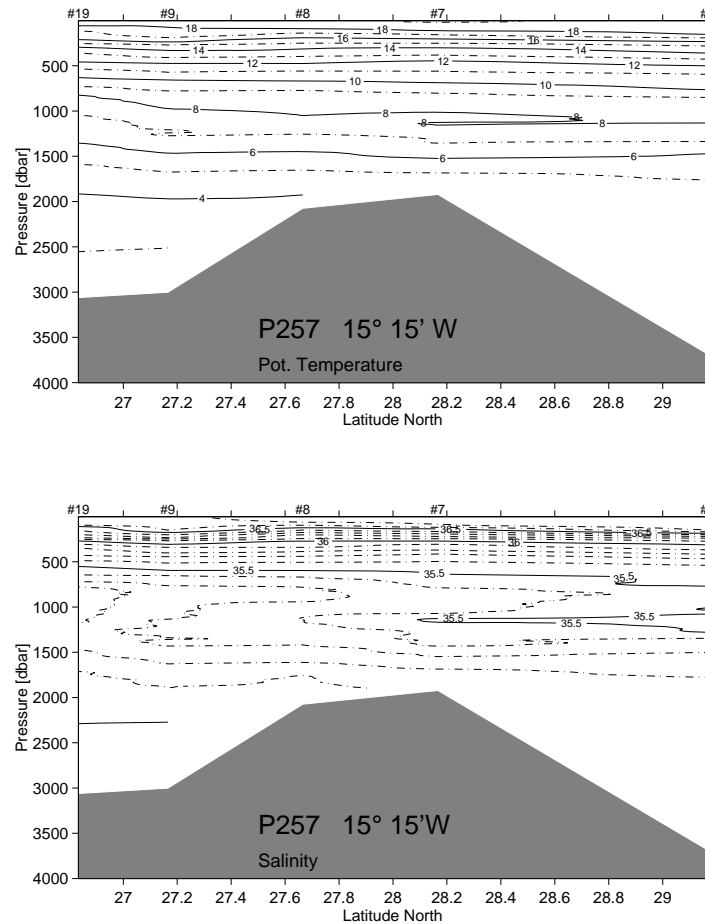 #19 #9 #8 #7 #
18 18 18
16 16
14 14 14
12 12 12
10 10
8 8 8
8 8
6 6 6
4
500
1000
1500
2000
2500
3000
3500
4000
Pressure [dbar]
P257 15° 15' W
Pot. Temperature
27 27.2 27.4 27.6 27.8 28 28.2 28.4 28.6 28.8 29
Latitude North
#19 #9 #8 #7 #
36.5 36.5 36.5
36 36
35.5 35.5 35.5
35.5 35.5 35.5
500
1000
1500
2000
2500
3000
3500
4000
Pressure [dbar]
P257 15° 15'W
Salinity
27 27.2 27.4 27.6 27.8 28 28.2 28.4 28.6 28.8 29
Latitude North